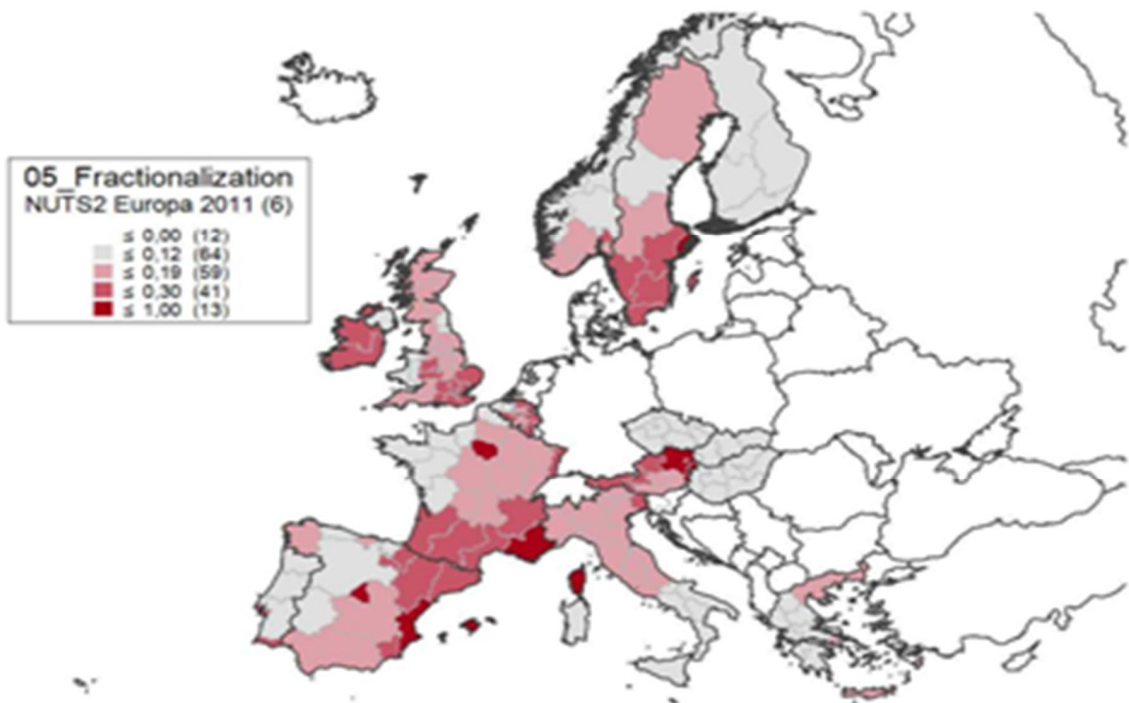 05_Fractionalization
NUTS2 Europa 2011 (6)
≤ 0,00 (12)
≤ 0,12 (64)
≤ 0,19 (59)
≤ 0,30 (41)
≤ 1,00 (13)